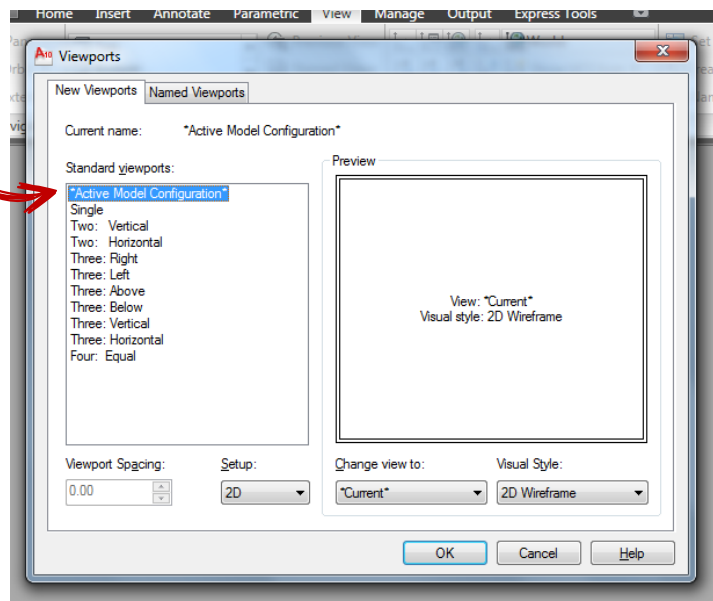 Home Insert Annotate Parametric View Manage Output Express Tools
A10 Viewports
New Viewports Named Viewports
Current name: *Active Model Configuration*
Standard viewports:
*Active Model Configuration*
Single
Two: Vertical
Two: Horizontal
Three: Right
Three: Left
Three: Above
Three: Below
Three: Vertical
Three: Horizontal
Four: Equal
Preview
View: *Current*
Visual style: 2D Wireframe
Viewport Spacing: Setup: Change view to: Visual Style:
0.00 2D *Current* 2D Wireframe
OK Cancel Help